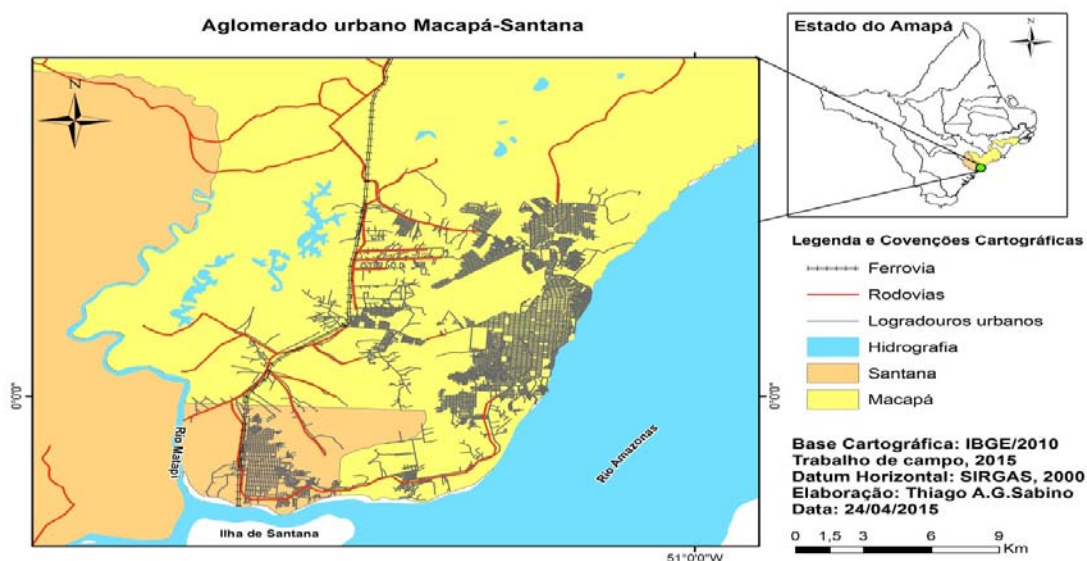 Aglomerado urbano Macapá-Santana
Estado do Amapá
N
N
0°0'0"
0°0'0"
Rio Matapi
Rio Amazonas
Ilha de Santana
51°0'0"W
Legenda e Covenções Cartográficas
Ferrovia
Rodovias
Logradouros urbanos
Hidrografia
Santana
Macapá
Base Cartográfica: IBGE/2010
Trabalho de campo, 2015
Datum Horizontal: SIRGAS, 2000
Elaboração: Thiago A.G.Sabino
Data: 24/04/2015
0 1,5 3 6 9
Km